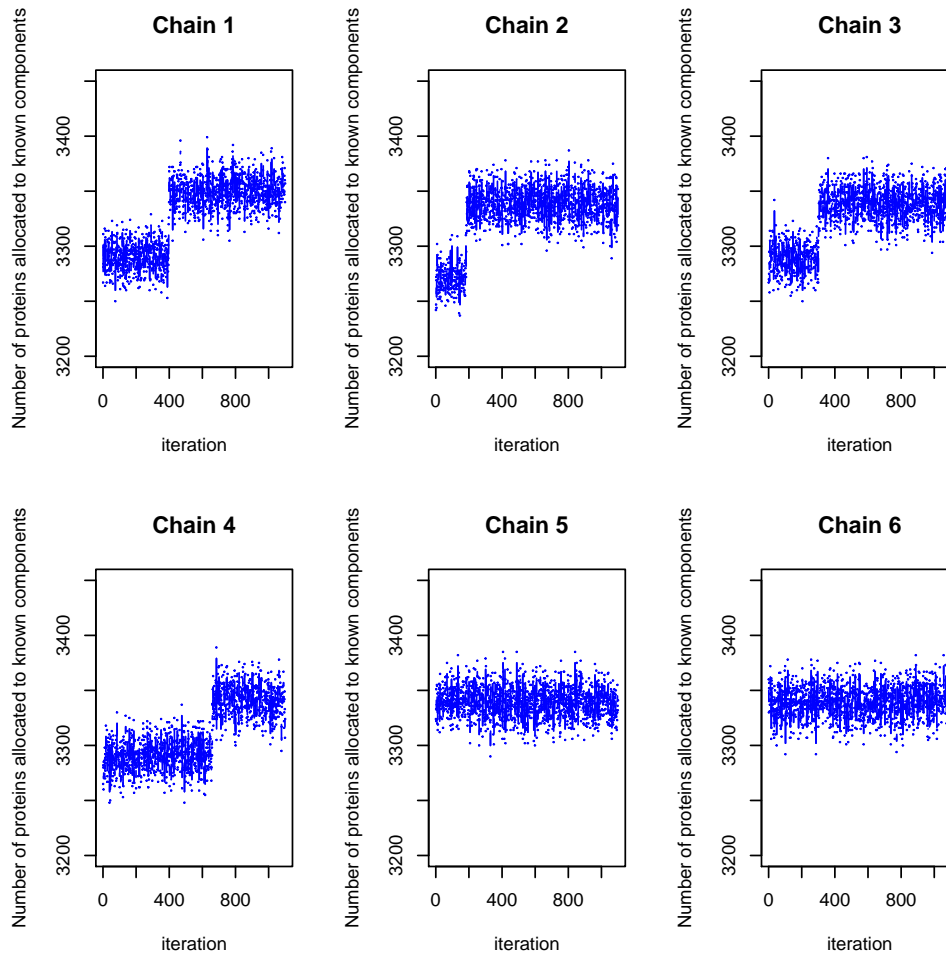 Chain 1
Number of proteins allocated to known components
3200 3300 3400
0 400 800
iteration
Chain 2
Number of proteins allocated to known components
3200 3300 3400
0 400 800
iteration
Chain 3
Number of proteins allocated to known components
3200 3300 3400
0 400 800
iteration
Chain 4
Number of proteins allocated to known components
3200 3300 3400
0 400 800
iteration
Chain 5
Number of proteins allocated to known components
3200 3300 3400
0 400 800
iteration
Chain 6
Number of proteins allocated to known components
3200 3300 3400
0 400 800
iteration